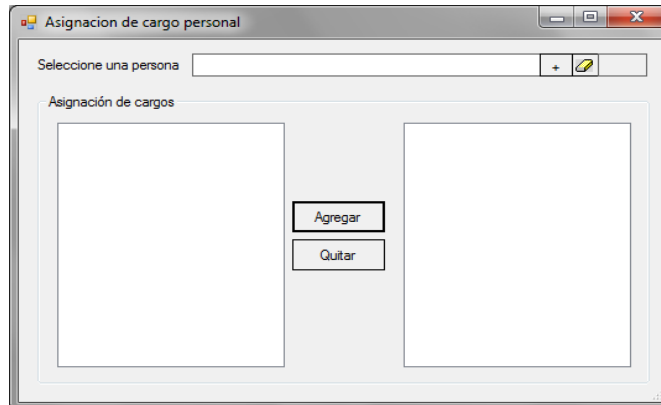 Asignacion de cargo personal
Seleccione una persona
+
Asignación de cargos
Agregar
Quitar